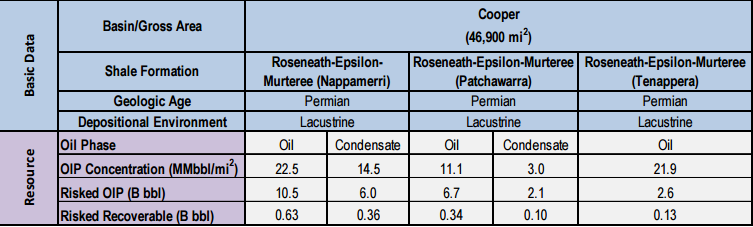 Basic Data
Basin/Gross Area
Cooper
(46,900 mi²)
Shale Formation
Roseneath-Epsilon-
Murteree (Nappamerri)
Roseneath-Epsilon-Murteree
(Patchawarra)
Roseneath-Epsilon-Murteree
(Tenappera)
Geologic Age
Permian
Permian
Permian
Depositional Environment
Lacustrine
Lacustrine
Lacustrine
Resource
Oil Phase
Oil
Condensate
Oil
Condensate
Oil
OIP Concentration (MMbbl/mi²)
22.5
14.5
11.1
3.0
21.9
Risked OIP (B bbl)
10.5
6.0
6.7
2.1
2.6
Risked Recoverable (B bbl)
0.63
0.36
0.34
0.10
0.13